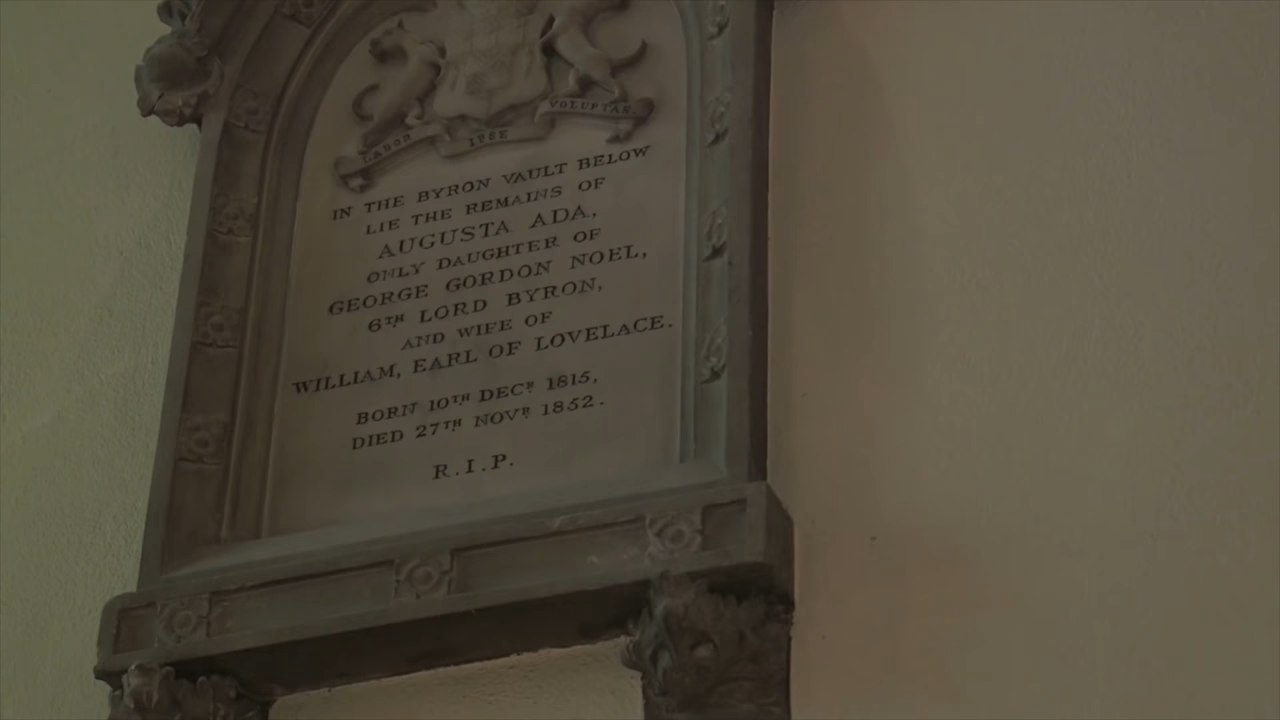 LABOR IPSE VOLUPTAS.
IN THE BYRON VAULT BELOW
LIE THE REMAINS OF
AUGUSTA ADA,
ONLY DAUGHTER OF
GEORGE GORDON NOEL,
6TH LORD BYRON,
AND WIFE OF
WILLIAM, EARL OF LOVELACE.
BORN 10TH DECR 1815,
DIED 27TH NOVR 1852.
R.I.P.